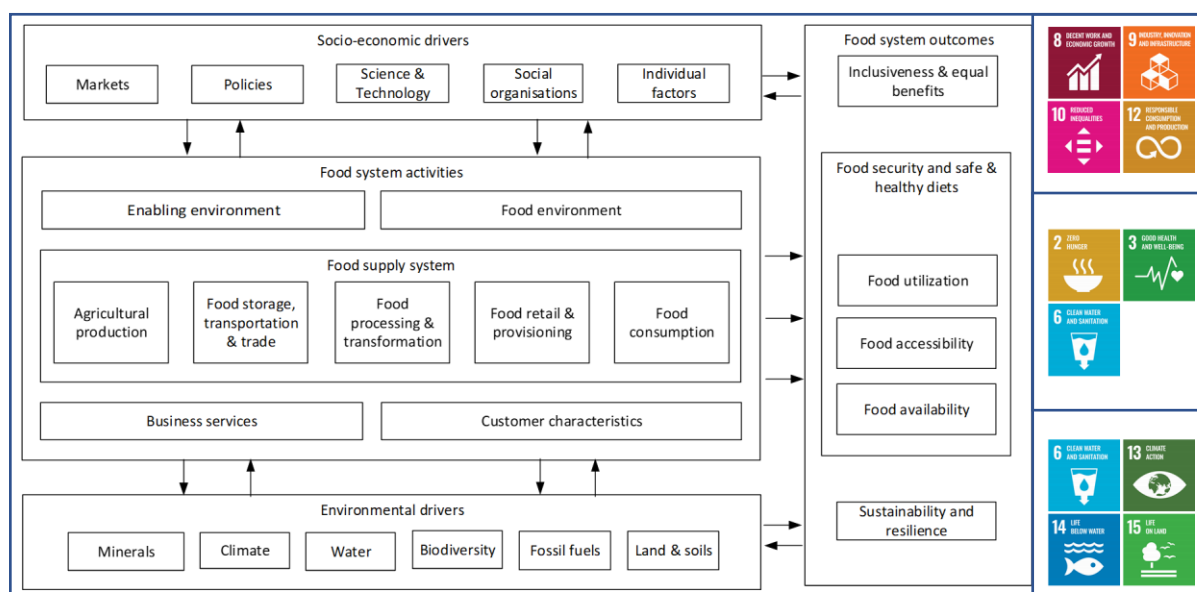 Socio-economic drivers
Markets
Policies
Science &
Technology
Social
organisations
Individual
factors
Food system activities
Enabling environment
Food environment
Food supply system
Agricultural
production
Food storage,
transportation
& trade
Food
processing &
transformation
Food retail &
provisioning
Food
consumption
Business services
Customer characteristics
Environmental drivers
Minerals
Climate
Water
Biodiversity
Fossil fuels
Land & soils
Food system outcomes
Inclusiveness & equal
benefits
Food security and safe &
healthy diets
Food utilization
Food accessibility
Food availability
Sustainability and
resilience
8 DECENT WORK AND
ECONOMIC GROWTH
9 INDUSTRY, INNOVATION
AND INFRASTRUCTURE
10 REDUCED
INEQUALITIES
12 RESPONSIBLE
CONSUMPTION
AND PRODUCTION
2 ZERO
HUNGER
3 GOOD HEALTH
AND WELL-BEING
6 CLEAN WATER
AND SANITATION
6 CLEAN WATER
AND SANITATION
13 CLIMATE
ACTION
14 LIFE
BELOW WATER
15 LIFE
ON LAND